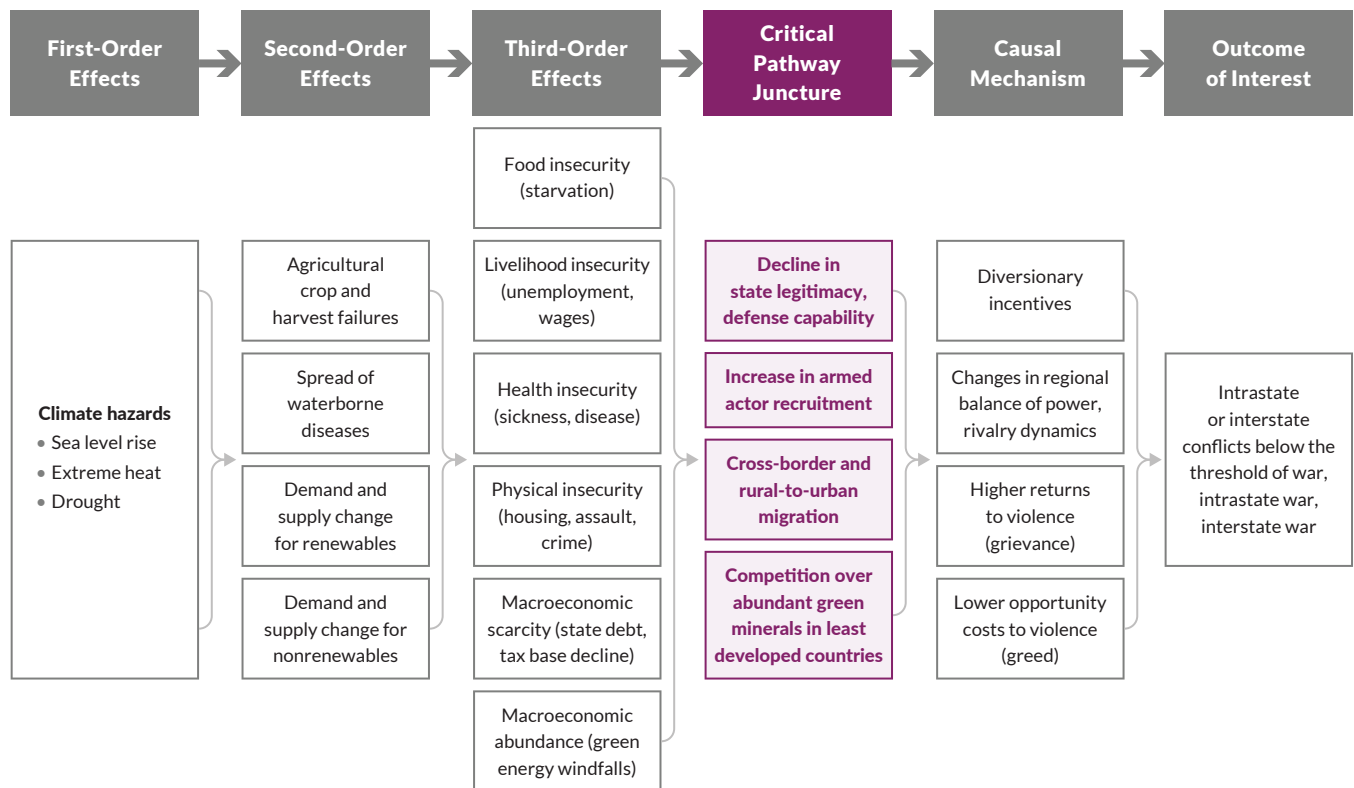 First-Order
Effects
Second-Order
Effects
Third-Order
Effects
Critical
Pathway
Juncture
Causal
Mechanism
Outcome
of Interest
Climate hazards
• Sea level rise
• Extreme heat
• Drought
Agricultural
crop and
harvest failures
Spread of
waterborne
diseases
Demand and
supply change
for renewables
Demand and
supply change for
nonrenewables
Food insecurity
(starvation)
Livelihood insecurity
(unemployment,
wages)
Health insecurity
(sickness, disease)
Physical insecurity
(housing, assault,
crime)
Macroeconomic
scarcity (state debt,
tax base decline)
Macroeconomic
abundance (green
energy windfalls)
Decline in
state legitimacy,
defense capability
Increase in armed
actor recruitment
Cross-border and
rural-to-urban
migration
Competition over
abundant green
minerals in least
developed countries
Diversionary
incentives
Changes in regional
balance of power,
rivalry dynamics
Higher returns
to violence
(grievance)
Lower opportunity
costs to violence
(greed)
Intrastate
or interstate
conflicts below the
threshold of war,
intrastate war,
interstate war